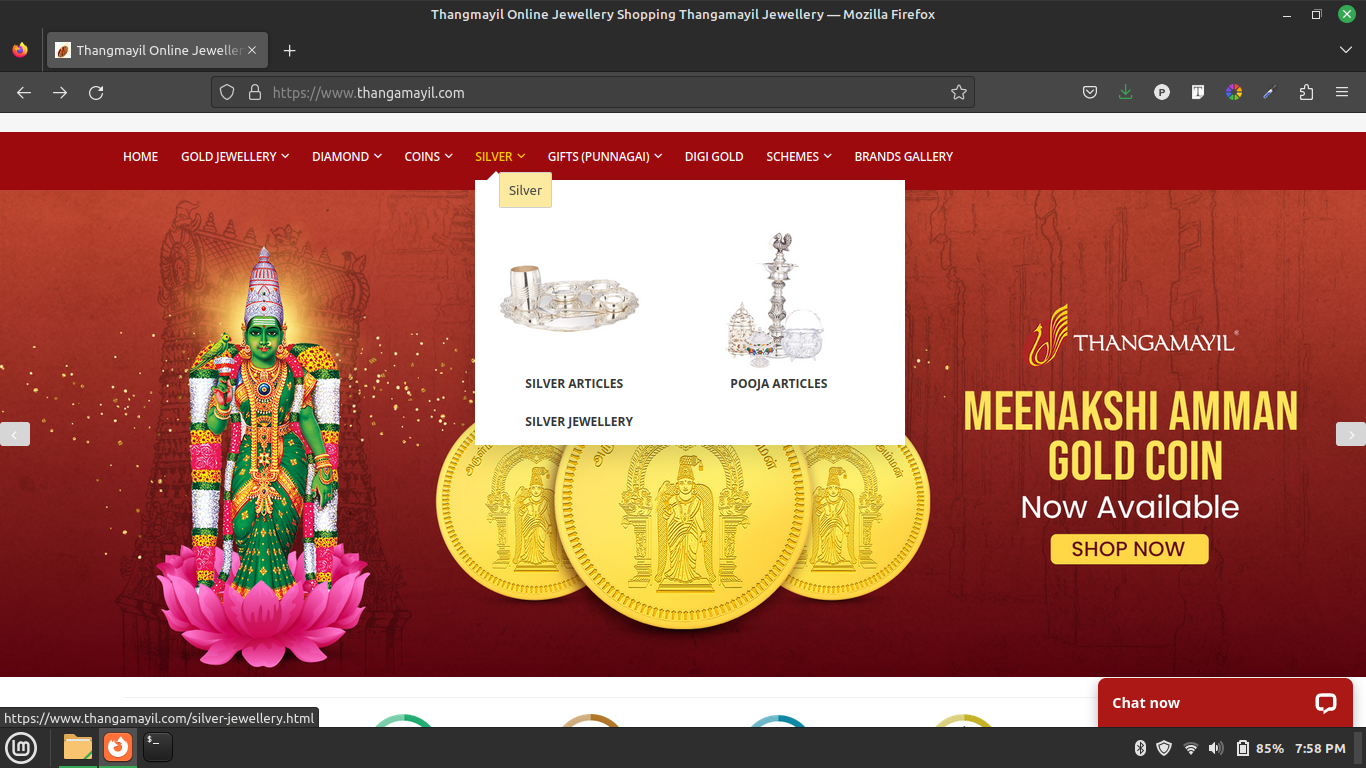 Thangmayil Online Jewellery Shopping Thangamayil Jewellery — Mozilla Firefox
Thangmayil Online Jeweller
https://www.thangamayil.com
HOME GOLD JEWELLERY DIAMOND COINS SILVER GIFTS (PUNNAGAI) DIGI GOLD SCHEMES BRANDS GALLERY
Silver
SILVER ARTICLES POOJA ARTICLES
SILVER JEWELLERY
THANGAMAYIL®
MEENAKSHI AMMAN
GOLD COIN
Now Available
SHOP NOW
Chat now
https://www.thangamayil.com/silver-jewellery.html
85% 7:58 PM